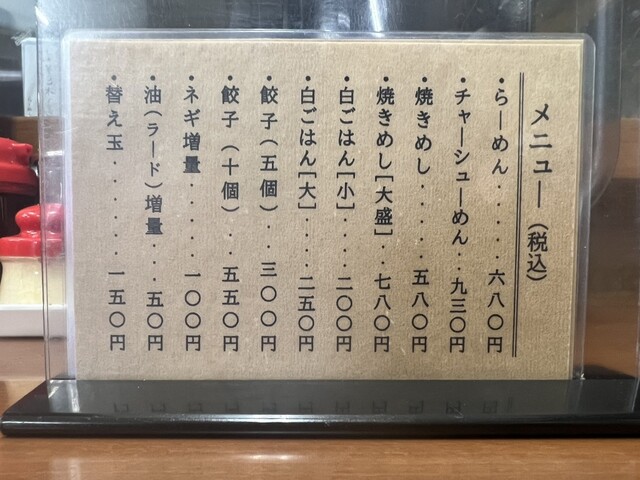 メニュー(税込)
・らーめん・・・・・六八〇円
・チャーシューめん・・九三〇円
・焼きめし・・・・・五八〇円
・焼きめし[大盛]・・七八〇円
・白ごはん[小]・・・・二〇〇円
・白ごはん[大]・・・・二五〇円
・餃子(五個)・・・三〇〇円
・餃子(十個)・・・五五〇円
・ネギ増量・・・・・一〇〇円
・油(ラード)増量・・・五〇円
・替え玉・・・・・・一五〇円